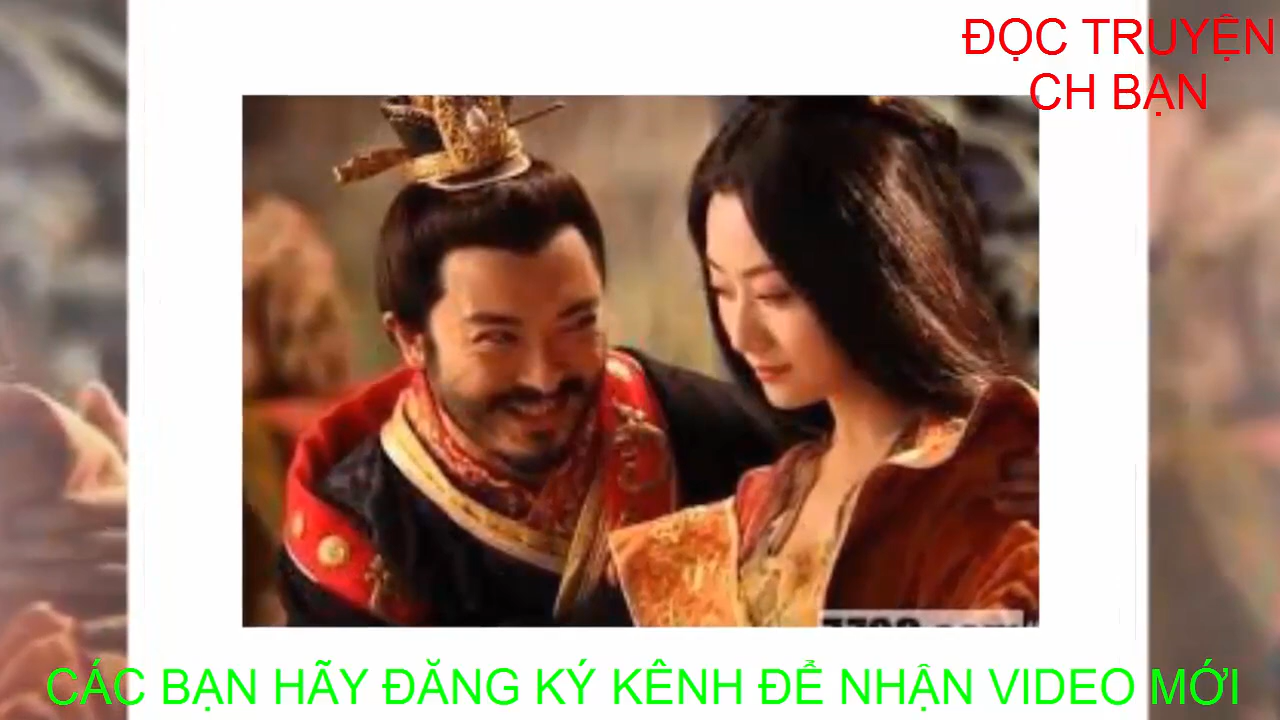 ĐỌC TRUYỆN
CH BẠN
CÁC BẠN HÃY ĐĂNG KÝ KÊNH ĐỂ NHẬN VIDEO MỚI